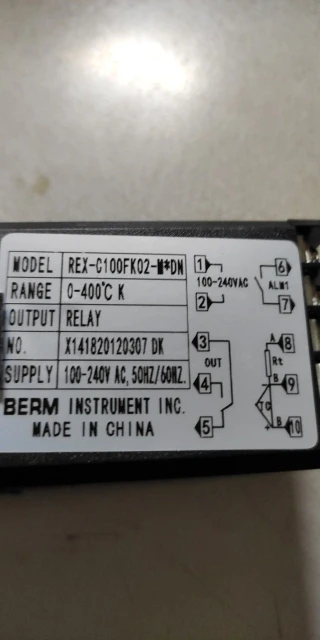 MODEL REX-C100FK02-M*DN
RANGE 0-400℃ K
OUTPUT RELAY
NO. X141820120307 DK
SUPPLY 100-240V AC, 50HZ/60HZ.
BERM INSTRUMENT INC.
MADE IN CHINA
1
100-240VAC
2
3
OUT
4
5
6
ALM1
7
A 8
Rt
B 9
TC
B
+ 10